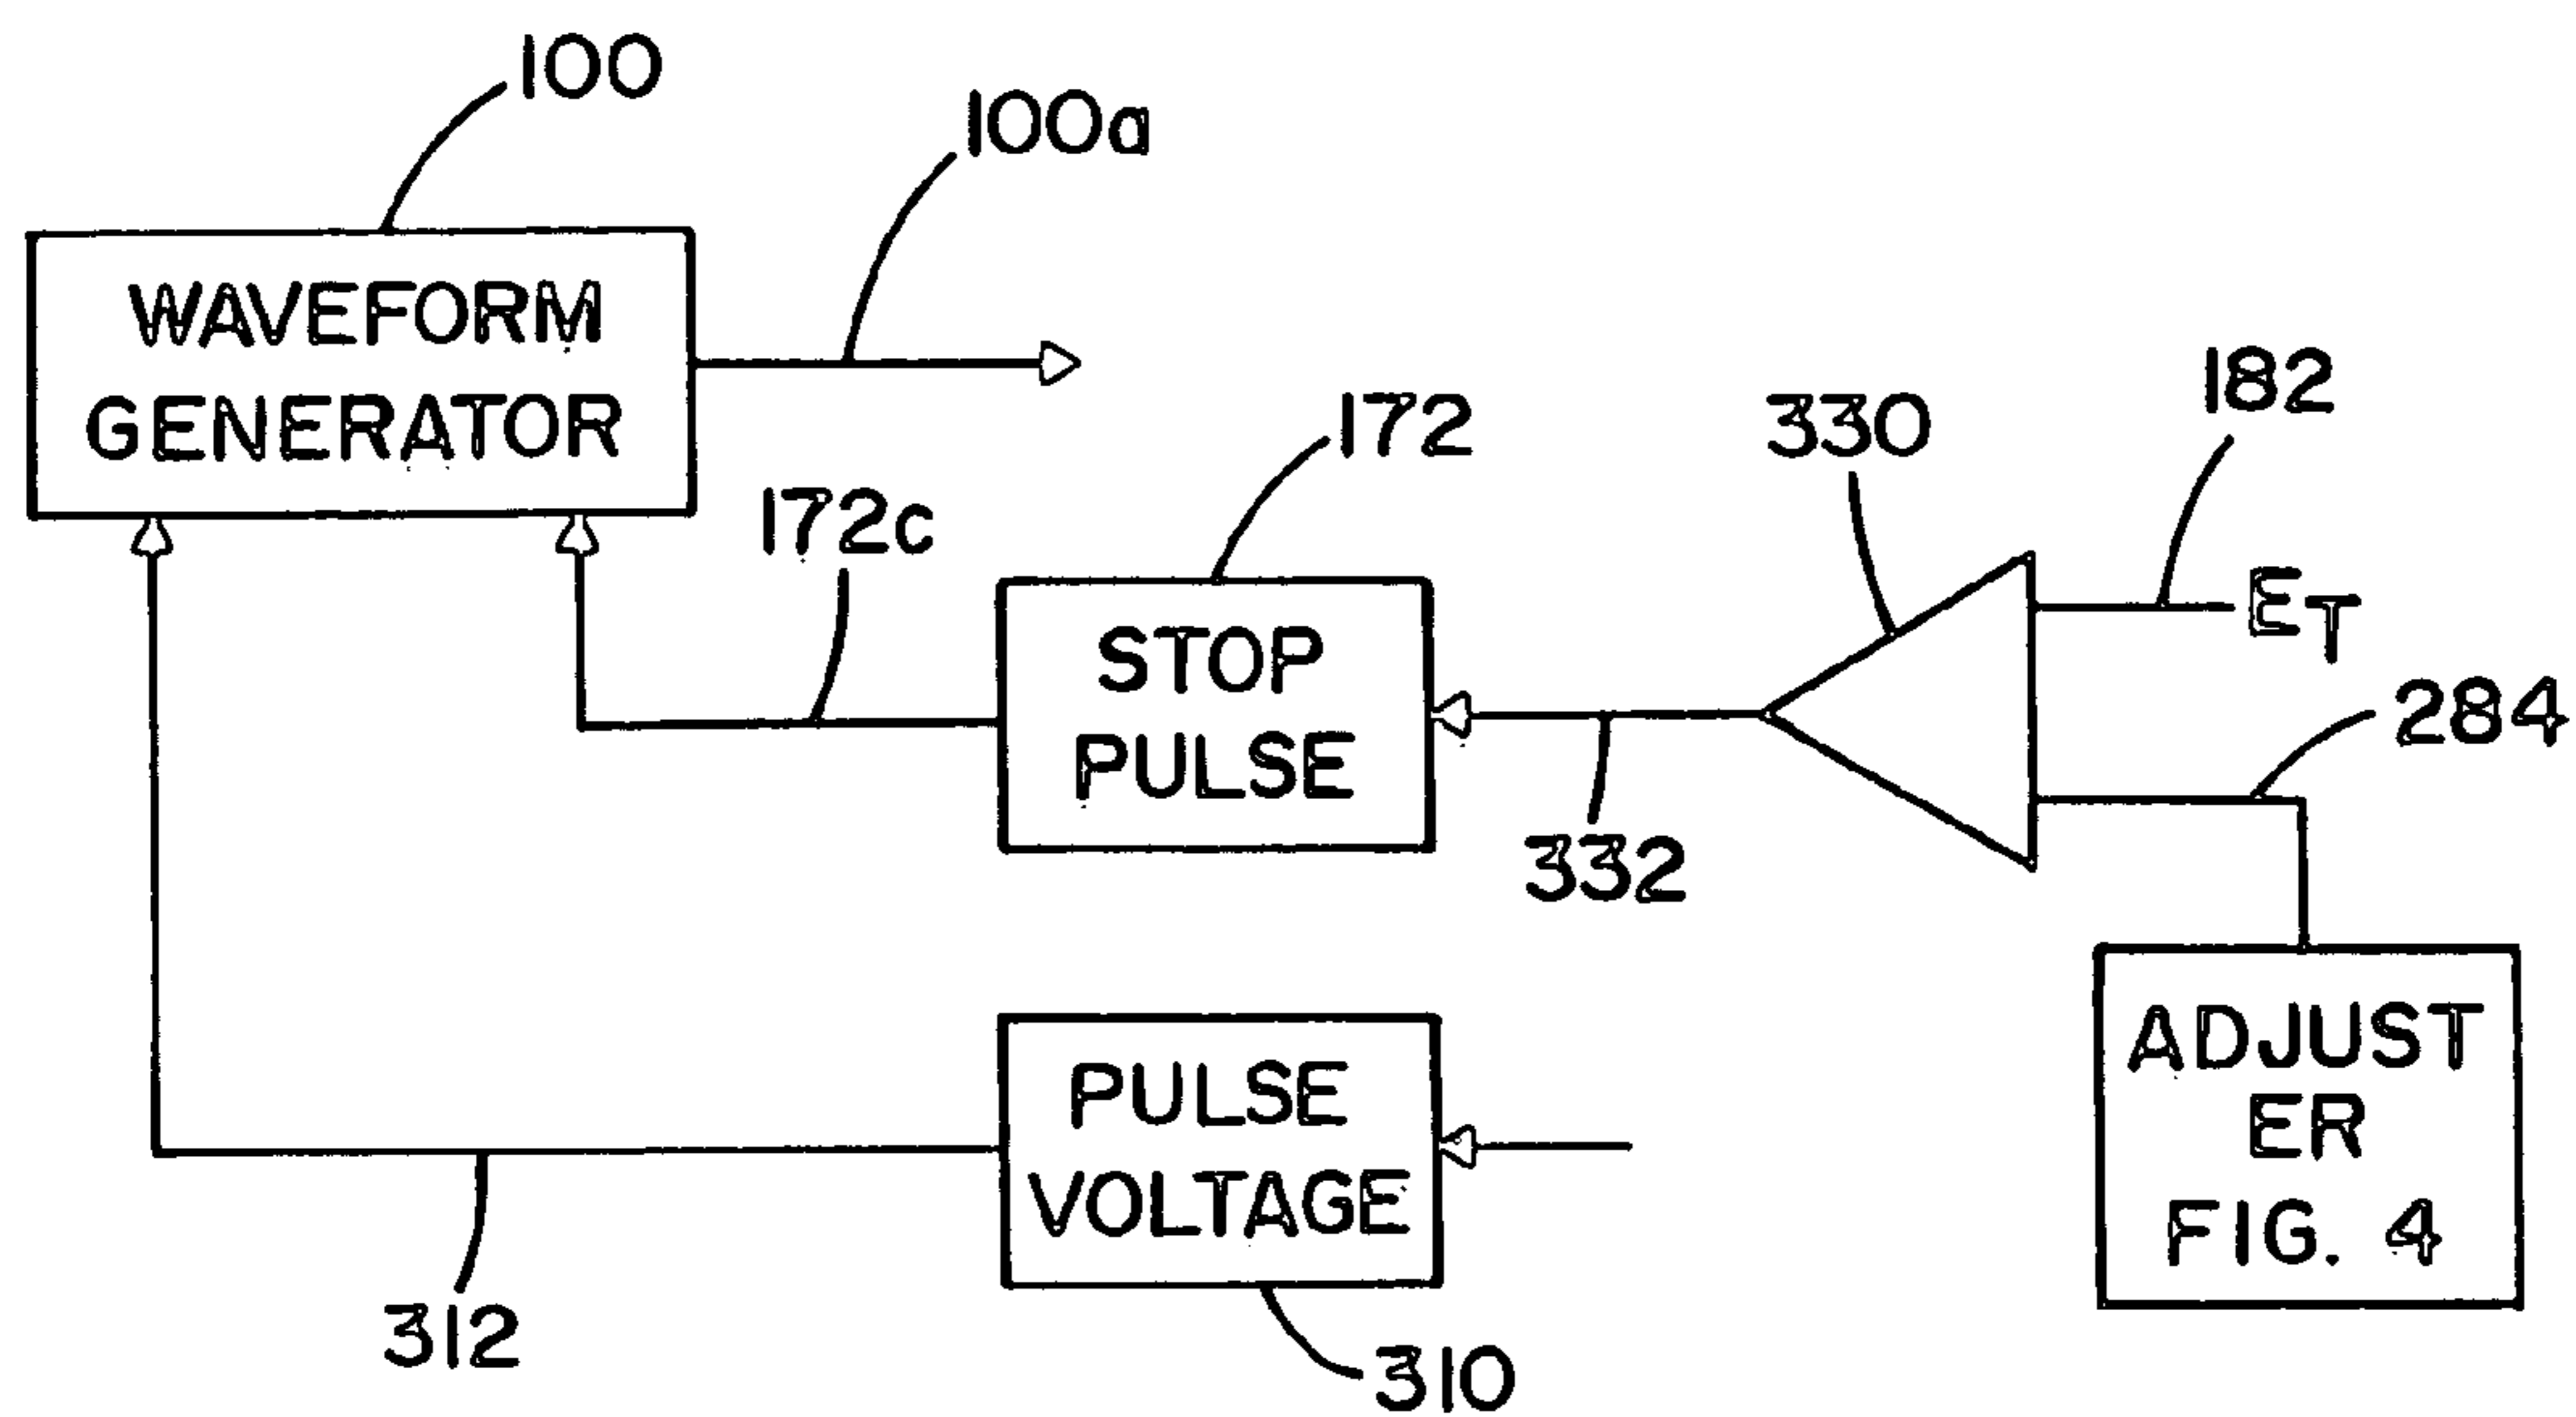 100
100a
WAVEFORM
GENERATOR
172
330
182
172c
STOP
PULSE
ET
284
332
PULSE
VOLTAGE
ADJUST
ER
FIG. 4
312
310